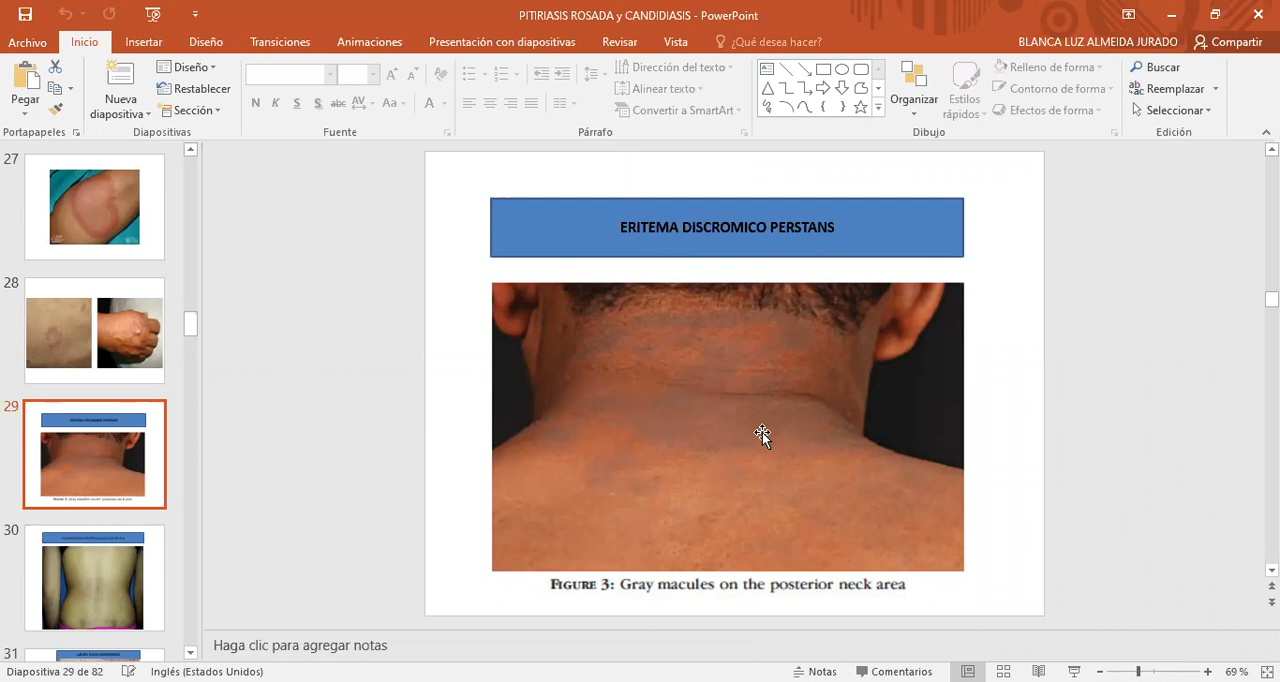 PITIRIASIS ROSADA y CANDIDIASIS - PowerPoint
Archivo Inicio Insertar Diseño Transiciones Animaciones Presentación con diapositivas Revisar Vista ¿Qué desea hacer? BLANCA LUZ ALMEIDA JURADO Compartir
Pegar
Portapapeles
Nueva diapositiva
Diseño
Restablecer
Sección
Diapositivas
N K S S abc AV Aa A
Fuente
Dirección del texto
Alinear texto
Convertir a SmartArt
Párrafo
Organizar
Estilos rápidos
Relleno de forma
Contorno de forma
Efectos de forma
Dibujo
Buscar
Reemplazar
Seleccionar
Edición
27
28
29
30
31
ERITEMA DISCROMICO PERSTANS
FIGURE 3: Gray macules on the posterior neck area
Haga clic para agregar notas
Diapositiva 29 de 82 Inglés (Estados Unidos) Notas Comentarios 69 %